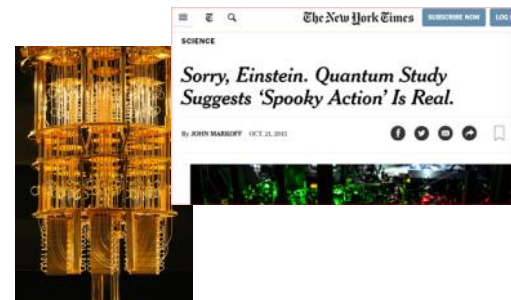 The New York Times
SUBSCRIBE NOW
LOG
SCIENCE
Sorry, Einstein. Quantum Study
Suggests ‘Spooky Action’ Is Real.
By JOHN MARKOFF OCT. 21, 2015